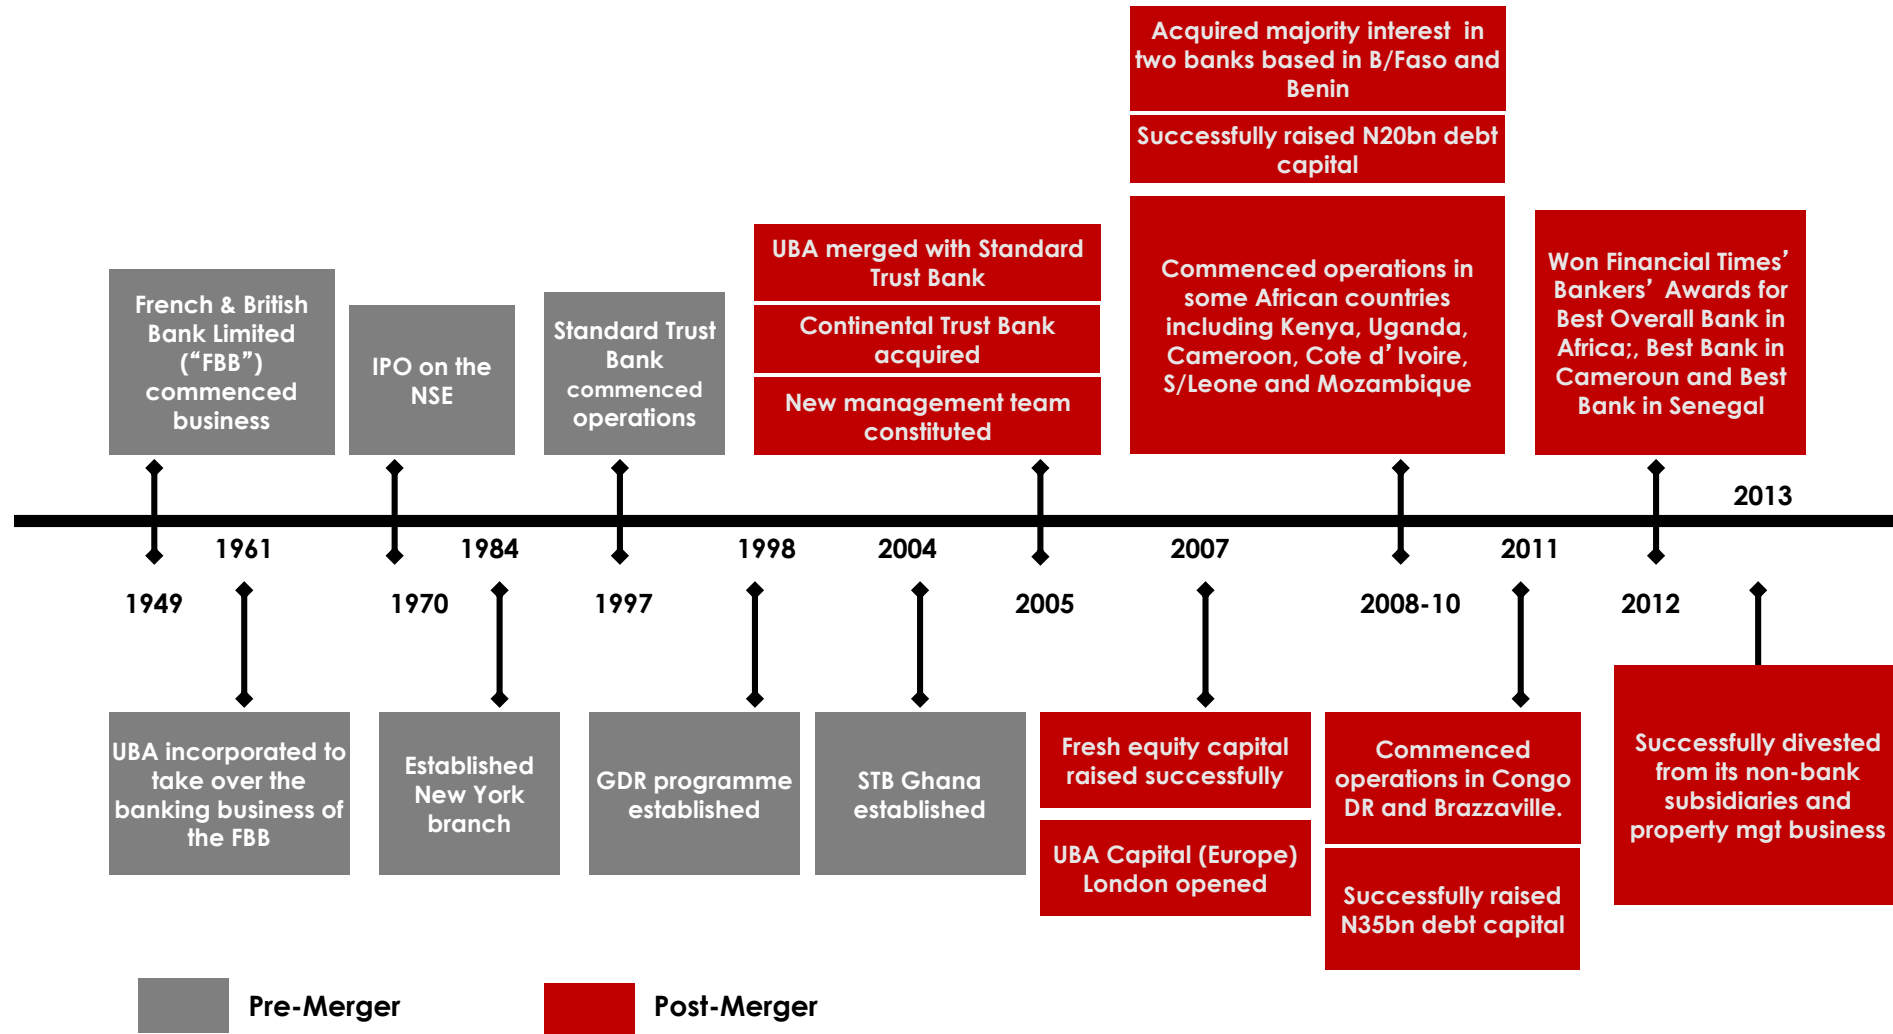 Acquired majority interest in
two banks based in B/Faso and
Benin
Successfully raised N20bn debt
capital
French & British
Bank Limited
(“FBB”)
commenced
business
IPO on the
NSE
Standard Trust
Bank
commenced
operations
UBA merged with Standard
Trust Bank
Continental Trust Bank
acquired
New management team
constituted
Commenced operations in
some African countries
including Kenya, Uganda,
Cameroon, Cote d’ Ivoire,
S/Leone and Mozambique
Won Financial Times’
Bankers’ Awards for
Best Overall Bank in
Africa;, Best Bank in
Cameroun and Best
Bank in Senegal
2013
1961
1984
1998
2004
2007
2011
1949
1970
1997
2005
2008-10
2012
UBA incorporated to
take over the
banking business of
the FBB
Established
New York
branch
GDR programme
established
STB Ghana
established
Fresh equity capital
raised successfully
UBA Capital (Europe)
London opened
Commenced
operations in Congo
DR and Brazzaville.
Successfully raised
N35bn debt capital
Successfully divested
from its non-bank
subsidiaries and
property mgt business
Pre-Merger
Post-Merger